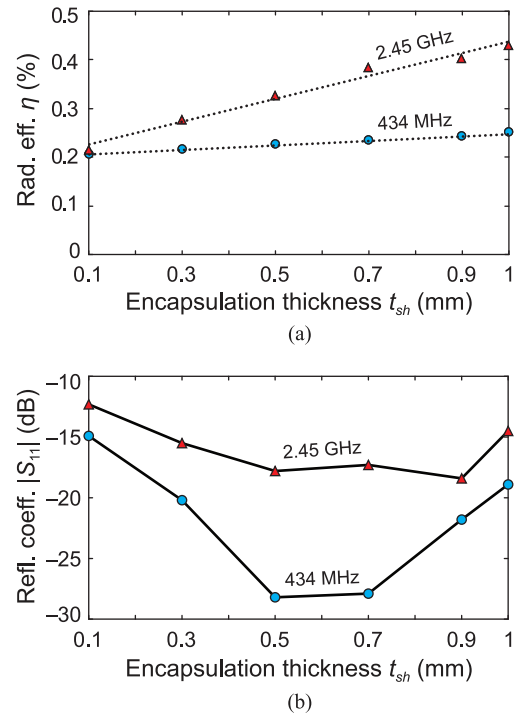 0.5
0.4
0.3
0.2
0.1
0
Rad. eff. η (%)
2.45 GHz
434 MHz
0.1 0.3 0.5 0.7 0.9 1
Encapsulation thickness tsh (mm)
(a)
–10
–15
–20
–25
–30
Refl. coeff. |S11| (dB)
2.45 GHz
434 MHz
0.1 0.3 0.5 0.7 0.9 1
Encapsulation thickness tsh (mm)
(b)